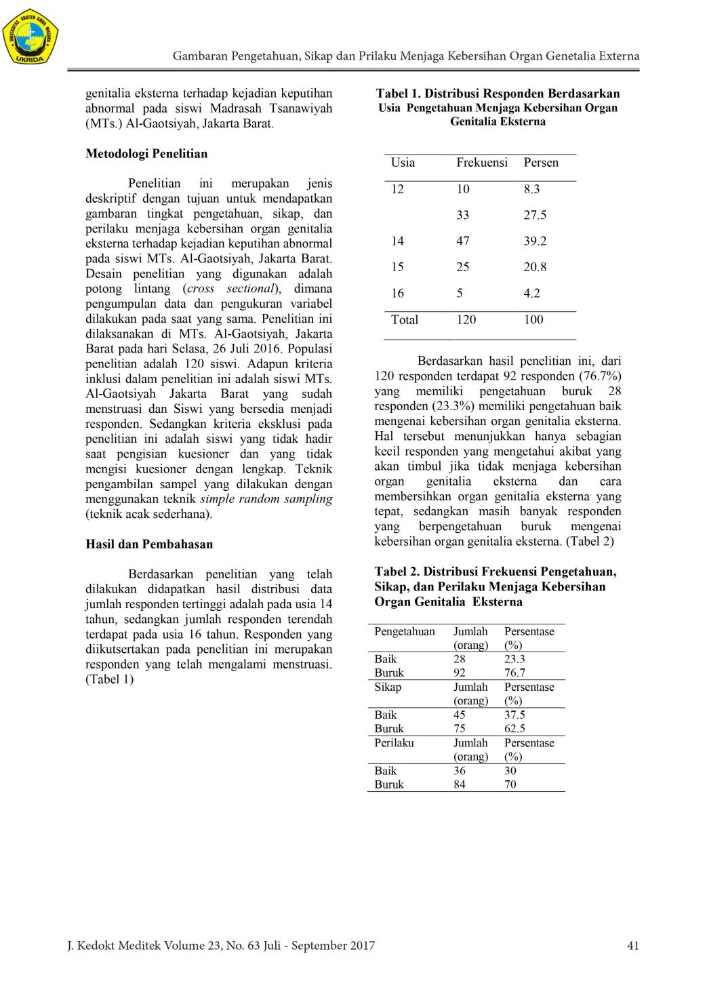 UNIVERSITAS KRISTEN KRIDA WACANA
UKRIDA
Gambaran Pengetahuan, Sikap dan Prilaku Menjaga Kebersihan Organ Genetalia Externa
genitalia eksterna terhadap kejadian keputihan
abnormal pada siswi Madrasah Tsanawiyah
(MTs.) Al-Gaotsiyah, Jakarta Barat.
Metodologi Penelitian
Penelitian ini merupakan jenis
deskriptif dengan tujuan untuk mendapatkan
gambaran tingkat pengetahuan, sikap, dan
perilaku menjaga kebersihan organ genitalia
eksterna terhadap kejadian keputihan abnormal
pada siswi MTs. Al-Gaotsiyah, Jakarta Barat.
Desain penelitian yang digunakan adalah
potong lintang (cross sectional), dimana
pengumpulan data dan pengukuran variabel
dilakukan pada saat yang sama. Penelitian ini
dilaksanakan di MTs. Al-Gaotsiyah, Jakarta
Barat pada hari Selasa, 26 Juli 2016. Populasi
penelitian adalah 120 siswi. Adapun kriteria
inklusi dalam penelitian ini adalah siswi MTs.
Al-Gaotsiyah Jakarta Barat yang sudah
menstruasi dan Siswi yang bersedia menjadi
responden. Sedangkan kriteria eksklusi pada
penelitian ini adalah siswi yang tidak hadir
saat pengisian kuesioner dan yang tidak
mengisi kuesioner dengan lengkap. Teknik
pengambilan sampel yang dilakukan dengan
menggunakan teknik simple random sampling
(teknik acak sederhana).
Hasil dan Pembahasan
Berdasarkan penelitian yang telah
dilakukan didapatkan hasil distribusi data
jumlah responden tertinggi adalah pada usia 14
tahun, sedangkan jumlah responden terendah
terdapat pada usia 16 tahun. Responden yang
diikutsertakan pada penelitian ini merupakan
responden yang telah mengalami menstruasi.
(Tabel 1)
Tabel 1. Distribusi Responden Berdasarkan
Usia Pengetahuan Menjaga Kebersihan Organ
Genitalia Eksterna
Usia Frekuensi Persen
12 10 8.3
33 27.5
14 47 39.2
15 25 20.8
16 5 4.2
Total 120 100
Berdasarkan hasil penelitian ini, dari
120 responden terdapat 92 responden (76.7%)
yang memiliki pengetahuan buruk 28
responden (23.3%) memiliki pengetahuan baik
mengenai kebersihan organ genitalia eksterna.
Hal tersebut menunjukkan hanya sebagian
kecil responden yang mengetahui akibat yang
akan timbul jika tidak menjaga kebersihan
organ genitalia eksterna dan cara
membersihkan organ genitalia eksterna yang
tepat, sedangkan masih banyak responden
yang berpengetahuan buruk mengenai
kebersihan organ genitalia eksterna. (Tabel 2)
Tabel 2. Distribusi Frekuensi Pengetahuan,
Sikap, dan Perilaku Menjaga Kebersihan
Organ Genitalia Eksterna
Pengetahuan Jumlah Persentase
(orang) (%)
Baik 28 23.3
Buruk 92 76.7
Sikap Jumlah Persentase
(orang) (%)
Baik 45 37.5
Buruk 75 62.5
Perilaku Jumlah Persentase
(orang) (%)
Baik 36 30
Buruk 84 70
J. Kedokt Meditek Volume 23, No. 63 Juli - September 2017 41